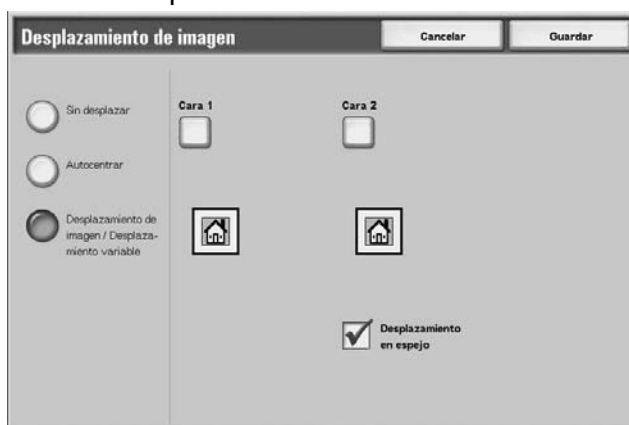 Desplazamiento de imagen
Cancelar
Guardar
Sin desplazar
Autocentrar
Desplazamiento de
imagen / Desplaza-
miento variable
Cara 1
Cara 2
Desplazamiento
en espejo